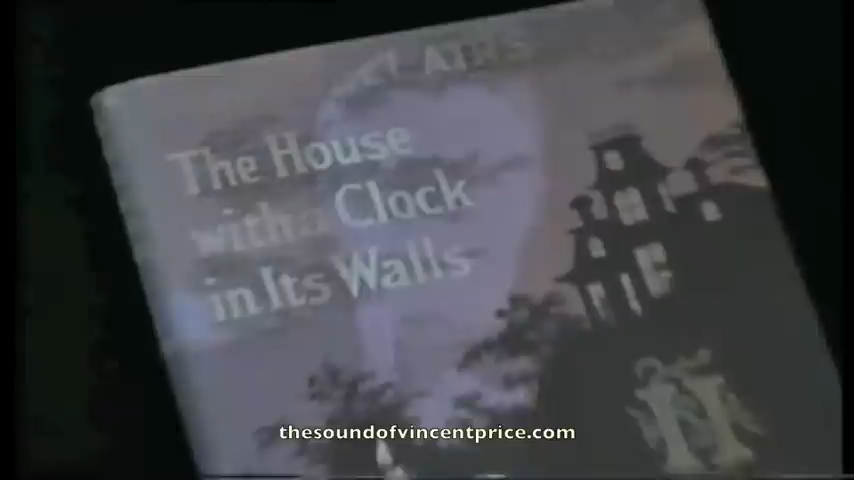 The House
with a Clock
in Its Walls
thesoundofvincentprice.com